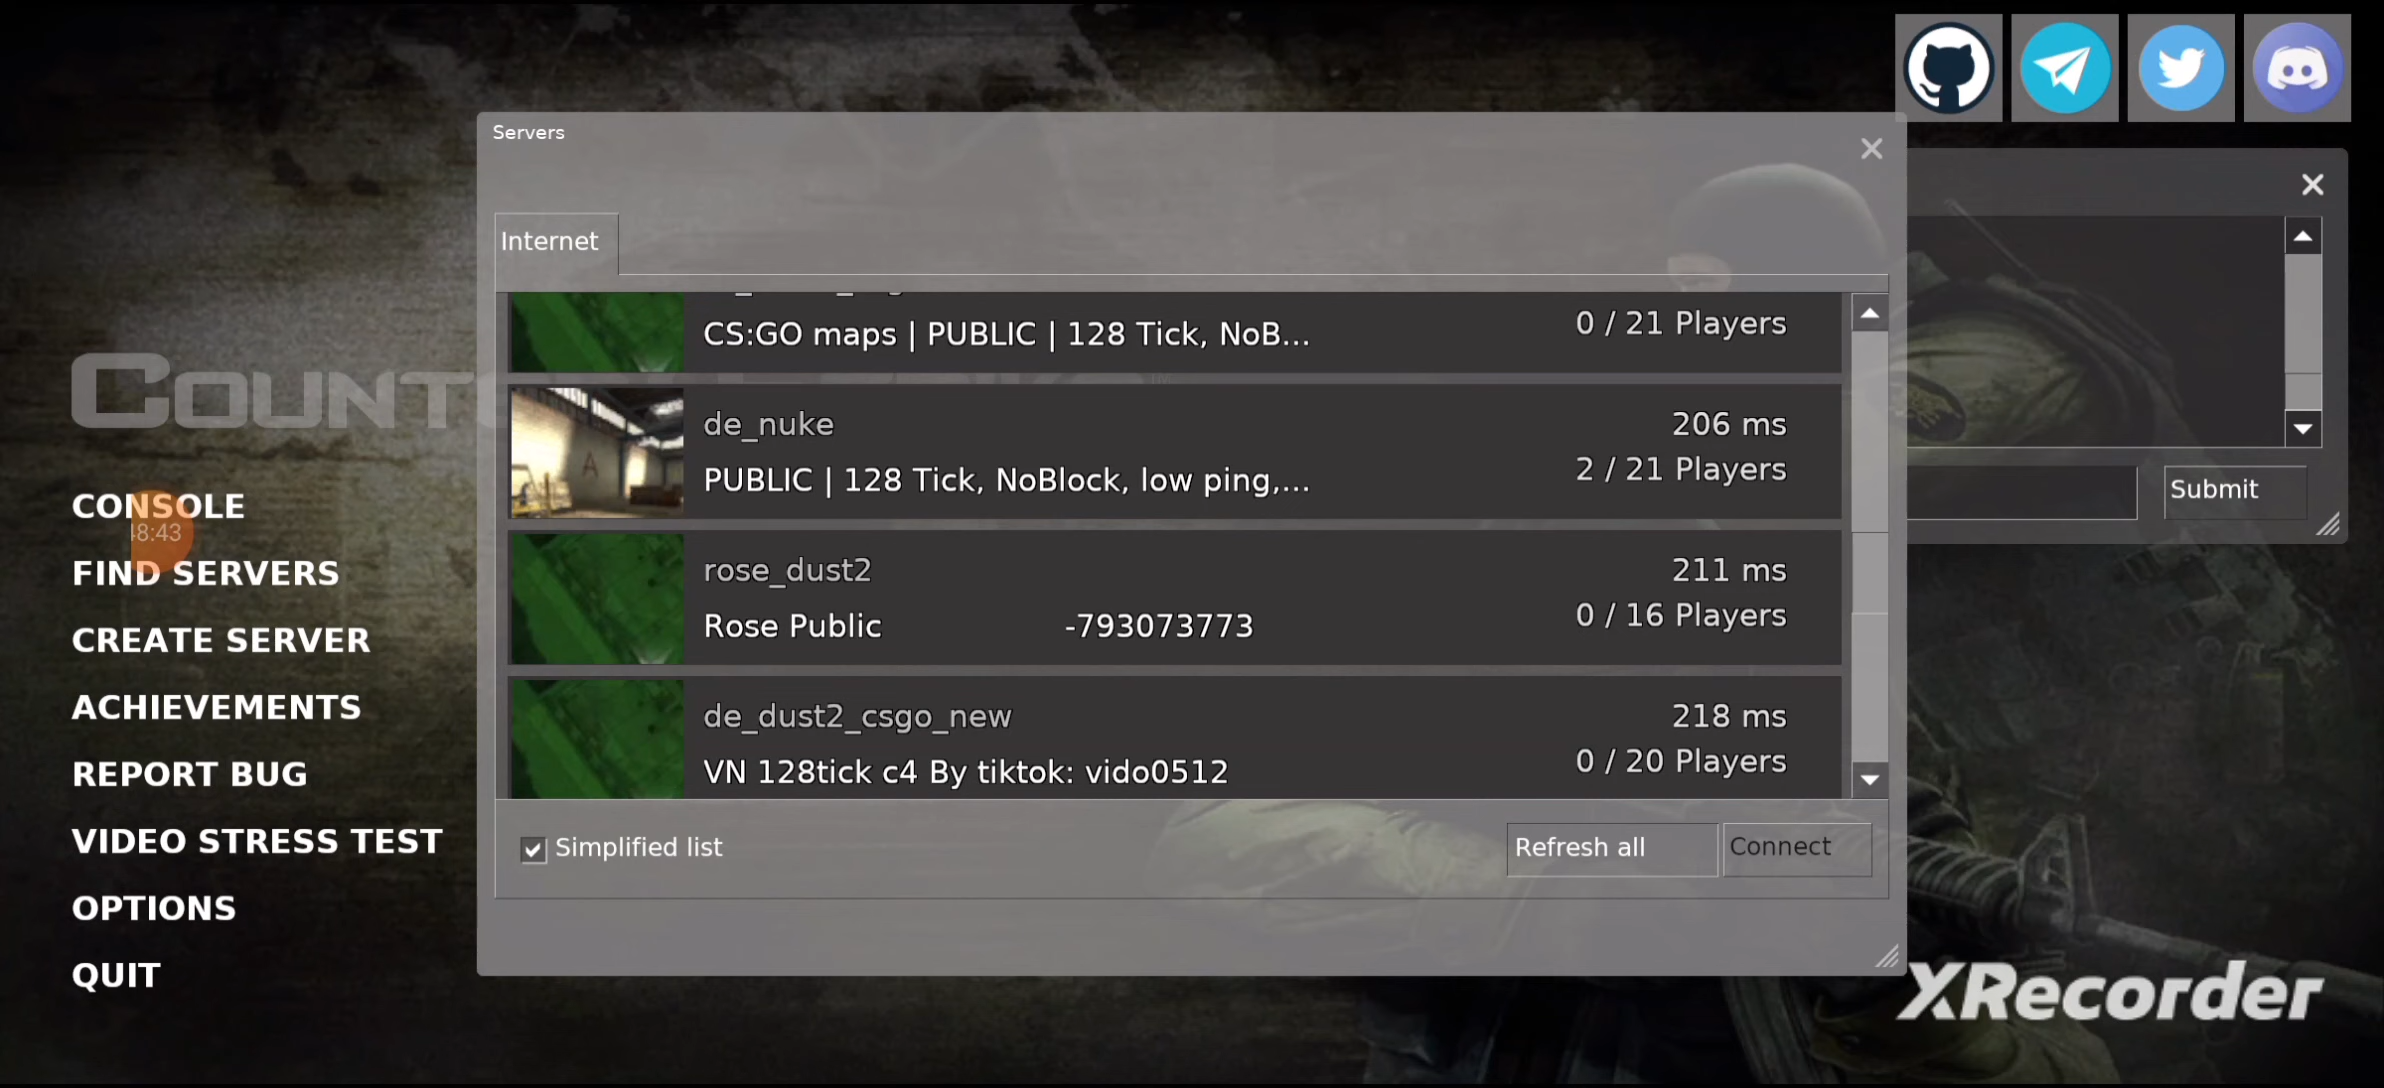 Servers
Internet
CS:GO maps | PUBLIC | 128 Tick, NoB...
0 / 21 Players
de_nuke
206 ms
PUBLIC | 128 Tick, NoBlock, low ping,...
2 / 21 Players
rose_dust2
211 ms
Rose Public -793073773
0 / 16 Players
de_dust2_csgo_new
218 ms
VN 128tick c4 By tiktok: vido0512
0 / 20 Players
Simplified list
Refresh all
Connect
Submit
CONSOLE
FIND SERVERS
CREATE SERVER
ACHIEVEMENTS
REPORT BUG
VIDEO STRESS TEST
OPTIONS
QUIT
XRecorder